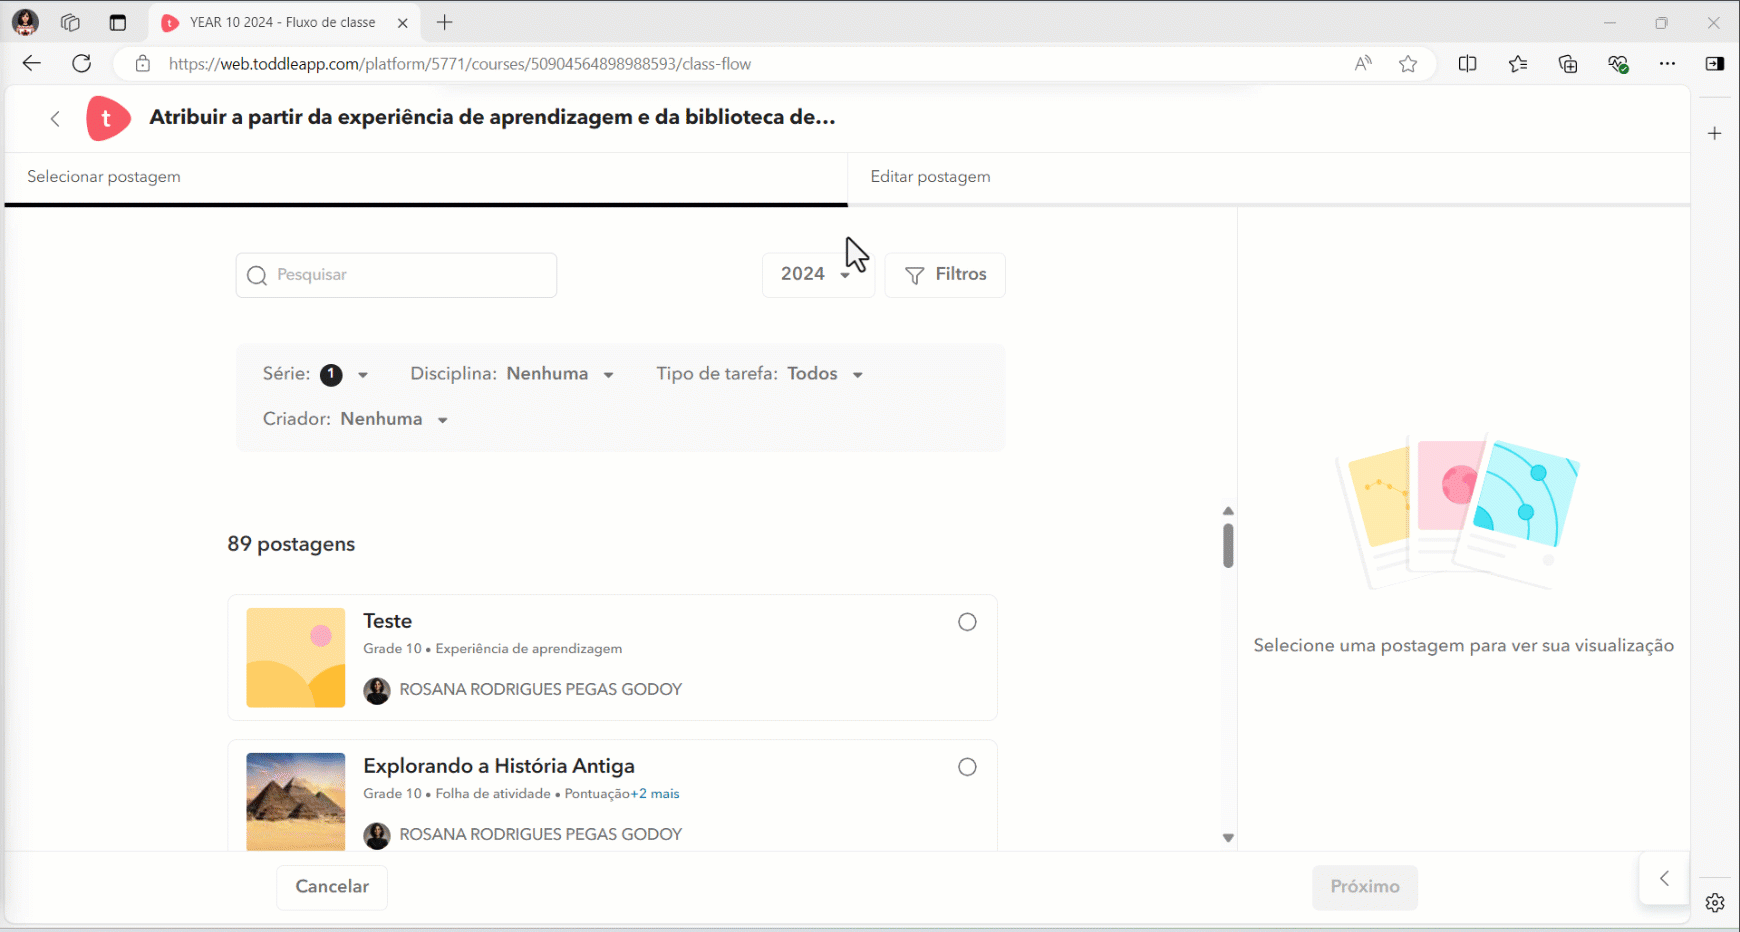 YEAR 10 2024 - Fluxo de classe
https://web.toddleapp.com/platform/5771/courses/50904564898988593/class-flow
t
Atribuir a partir da experiência de aprendizagem e da biblioteca de...
Selecionar postagem
Editar postagem
Pesquisar
2024
Filtros
Série: 1
Disciplina: Nenhuma
Tipo de tarefa: Todos
Criador: Nenhuma
89 postagens
Teste
Grade 10 • Experiência de aprendizagem
ROSANA RODRIGUES PEGAS GODOY
Explorando a História Antiga
Grade 10 • Folha de atividade • Pontuação+2 mais
ROSANA RODRIGUES PEGAS GODOY
Selecione uma postagem para ver sua visualização
Cancelar
Próximo